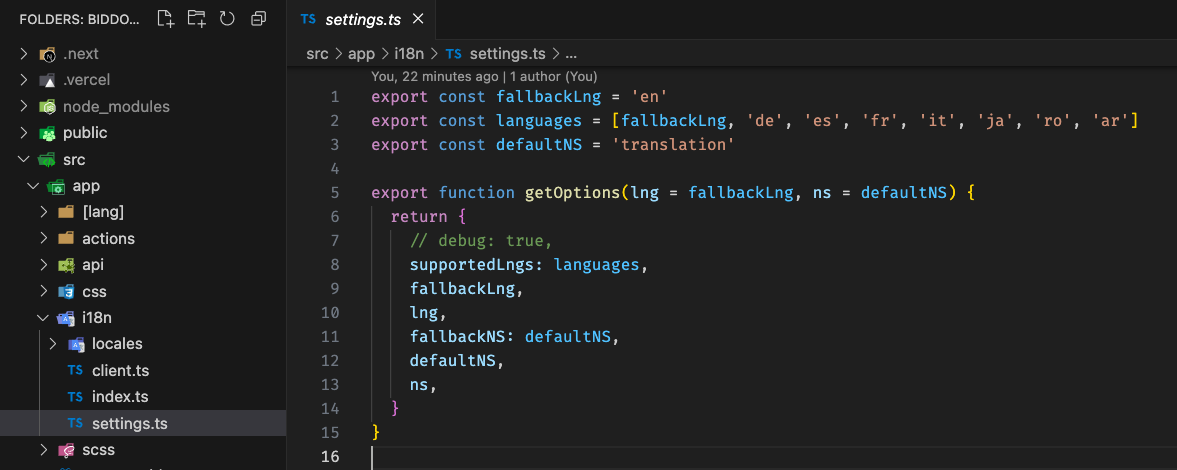 FOLDERS: BIDDO...
.next
.vercel
node_modules
public
src
app
[lang]
actions
api
css
i18n
locales
TS client.ts
TS index.ts
TS settings.ts
scss
TS settings.ts ×
src > app > i18n > TS settings.ts > ...
You, 22 minutes ago | 1 author (You)
1 export const fallbackLng = 'en'
2 export const languages = [fallbackLng, 'de', 'es', 'fr', 'it', 'ja', 'ro', 'ar']
3 export const defaultNS = 'translation'
4
5 export function getOptions(lng = fallbackLng, ns = defaultNS) {
6 return {
7 // debug: true,
8 supportedLngs: languages,
9 fallbackLng,
10 lng,
11 fallbackNS: defaultNS,
12 defaultNS,
13 ns,
14 }
15 }
16